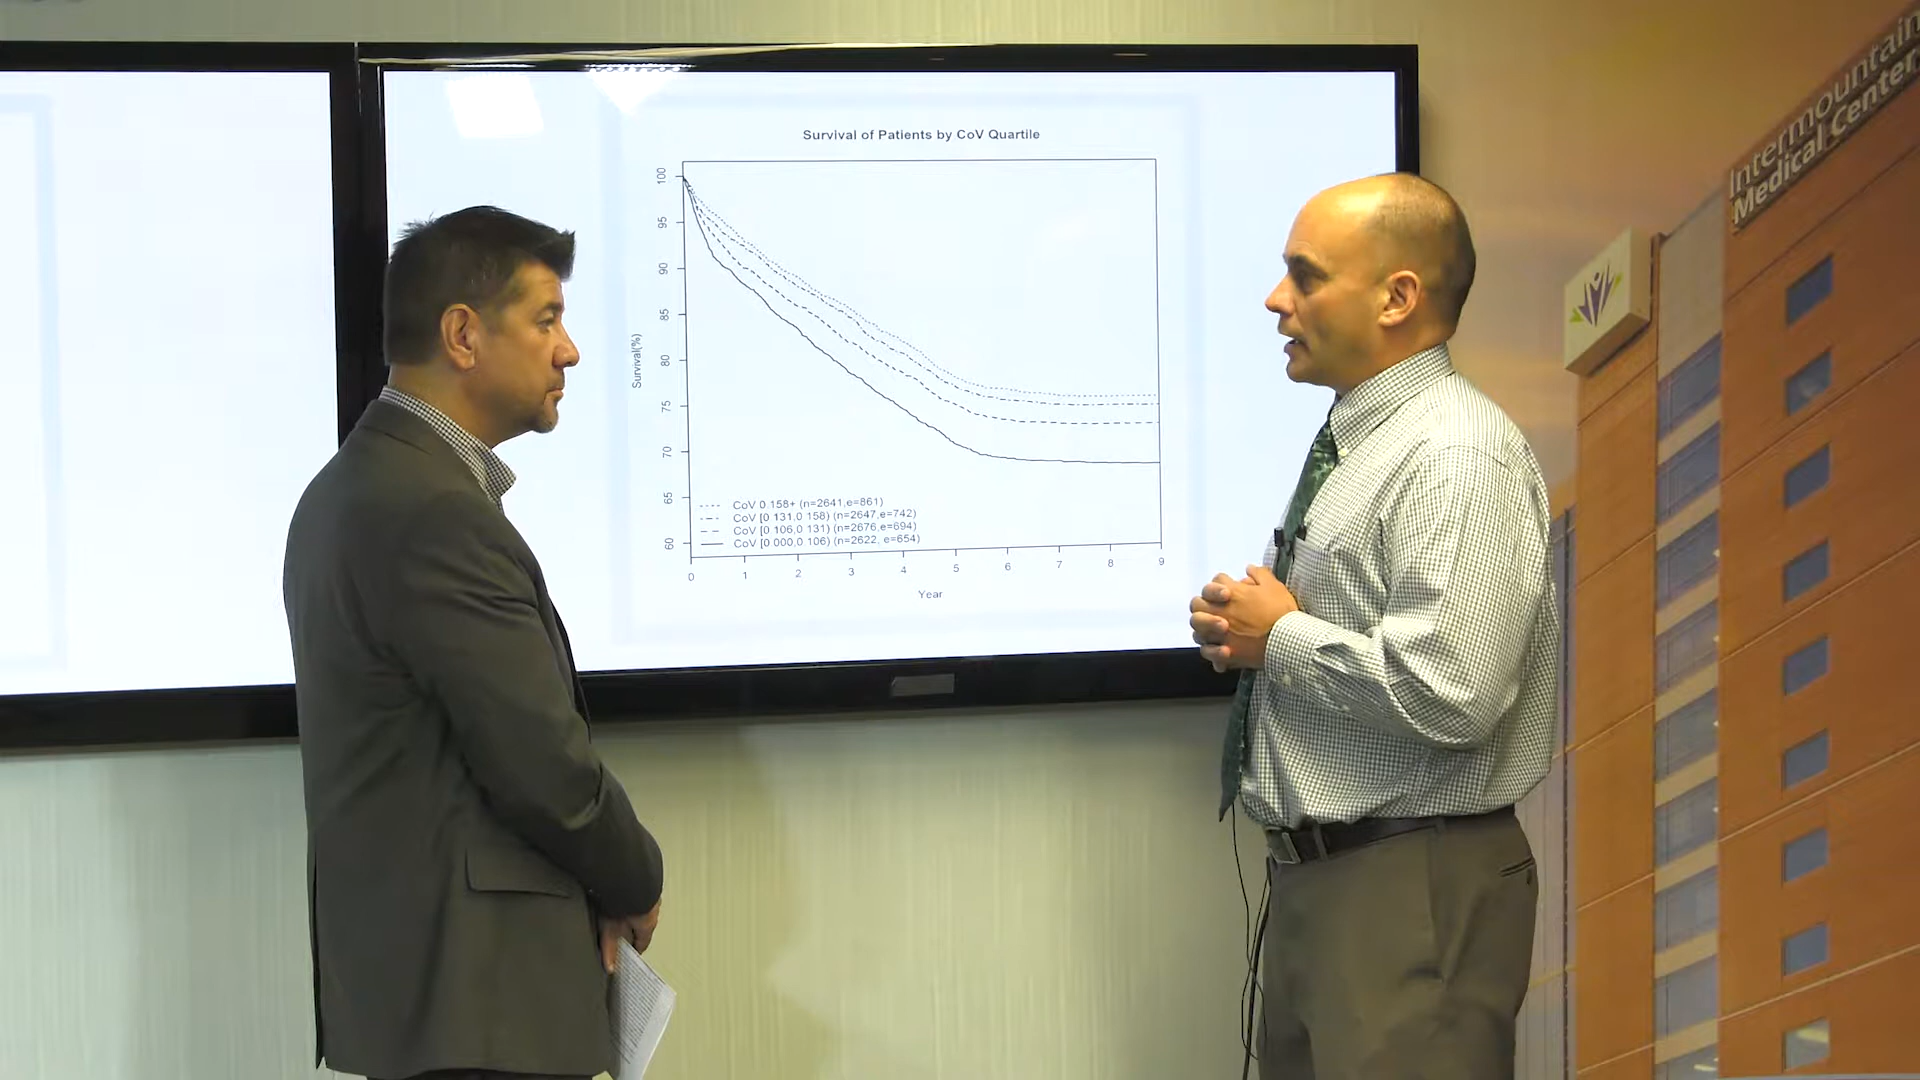 Survival of Patients by CoV Quartile
Survival(%)
100
95
90
85
80
75
70
65
60
CoV 0 158+ (n=2641,e=861)
CoV [0 131,0 158) (n=2647,e=742)
CoV [0 106,0 131) (n=2676,e=694)
CoV [0 000,0 106) (n=2622, e=654)
0 1 2 3 4 5 6 7 8 9
Year
Intermountain
Medical Center